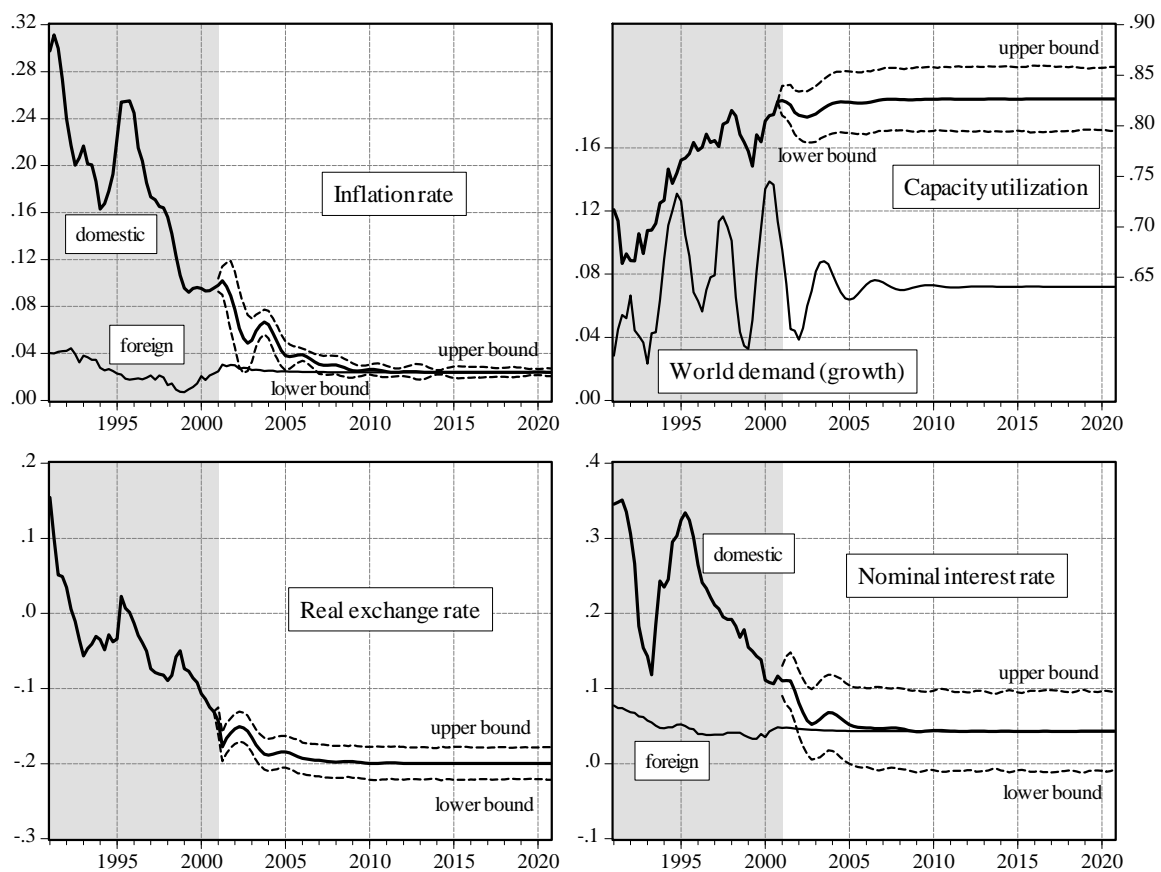 .32
.28
.24
.20
.16
.12
.08
.04
.00
Inflation rate
domestic
foreign
upper bound
lower bound
1995 2000 2005 2010 2015 2020
.90
.85
.80
.75
.70
.65
.16
.12
.08
.04
.00
upper bound
lower bound
Capacity utilization
World demand (growth)
1995 2000 2005 2010 2015 2020
.2
.1
.0
-.1
-.2
-.3
Real exchange rate
upper bound
lower bound
1995 2000 2005 2010 2015 2020
.4
.3
.2
.1
.0
-.1
domestic
Nominal interest rate
upper bound
foreign
lower bound
1995 2000 2005 2010 2015 2020